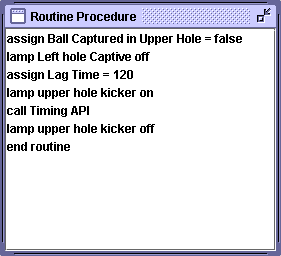 Routine Procedure
assign Ball Captured in Upper Hole = false
lamp Left hole Captive off
assign Lag Time = 120
lamp upper hole kicker on
call Timing API
lamp upper hole kicker off
end routine